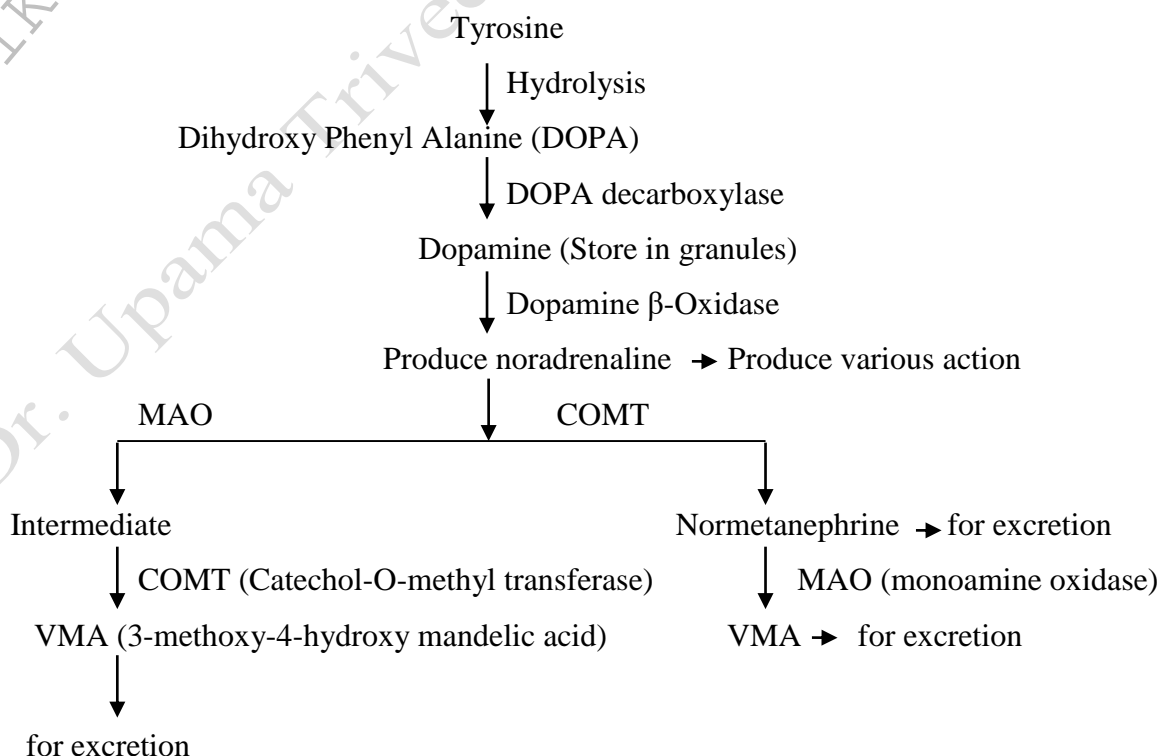 Tyrosine
Hydrolysis
Dihydroxy Phenyl Alanine (DOPA)
DOPA decarboxylase
Dopamine (Store in granules)
Dopamine β-Oxidase
Produce noradrenaline → Produce various action
MAO COMT
Intermediate Normetanephrine → for excretion
COMT (Catechol-O-methyl transferase) MAO (monoamine oxidase)
VMA (3-methoxy-4-hydroxy mandelic acid) VMA → for excretion
for excretion
Dr. Upama